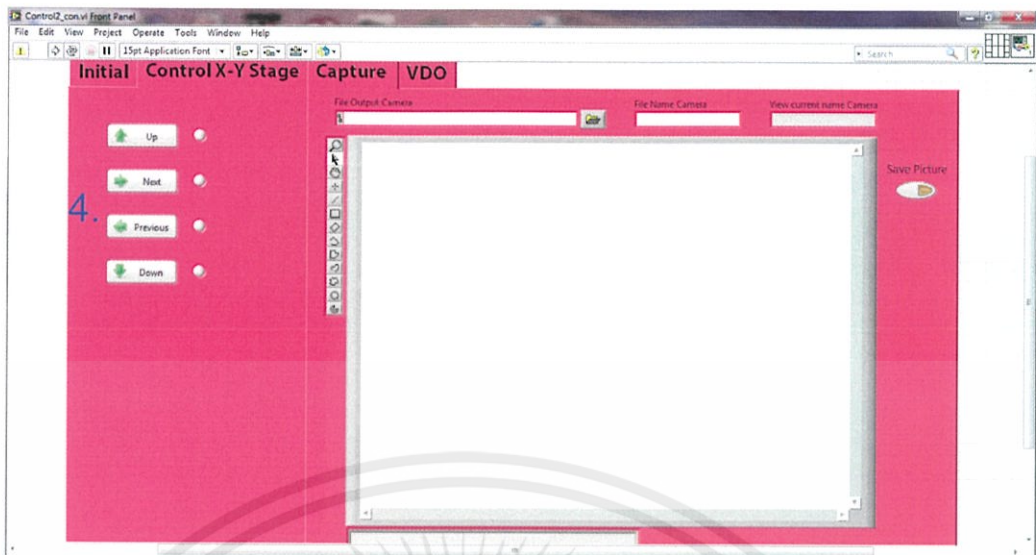 Control2_con.vi Front Panel
File Edit View Project Operate Tools Window Help
15pt Application Font
Search
Initial Control X-Y Stage Capture VDO
File Output Camera
File Name Camera
View current name Camera
Up
Next
4.
Previous
Down
Save Picture